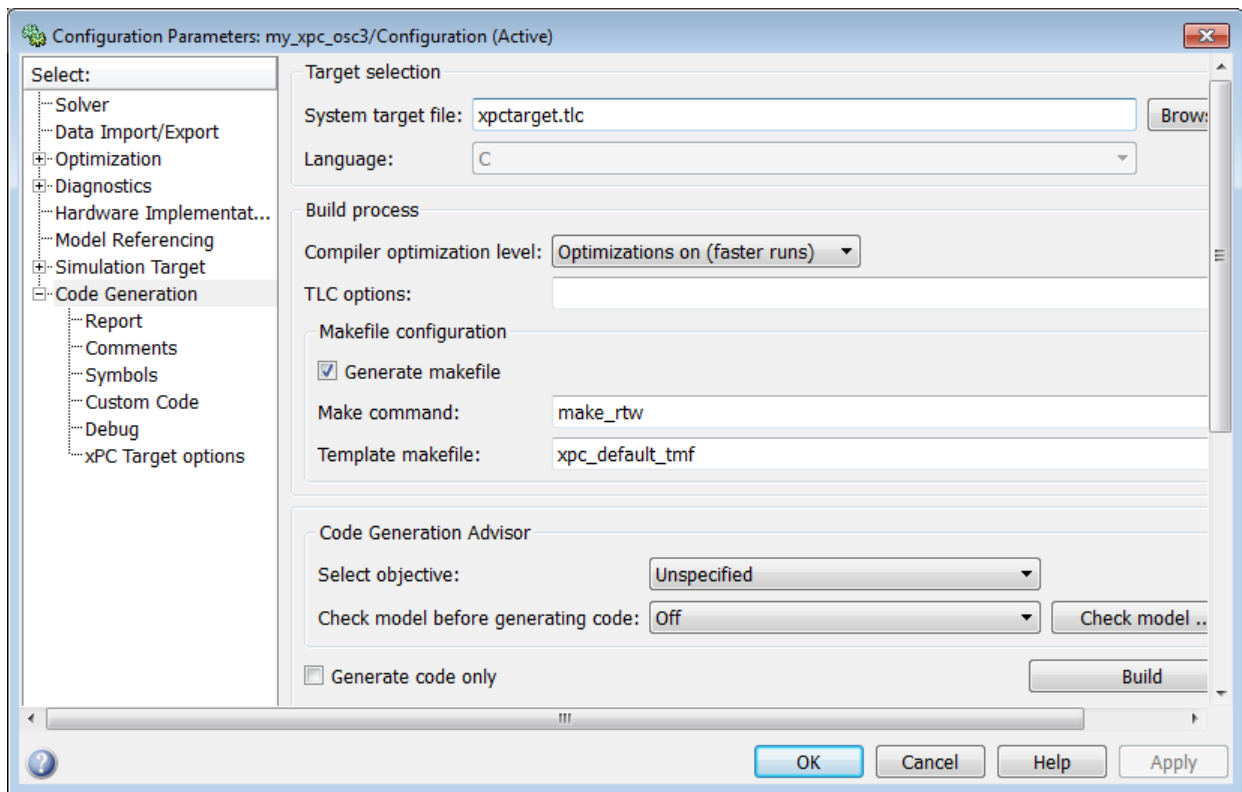 Configuration Parameters: my_xpc_osc3/Configuration (Active)
Select:
Solver
Data Import/Export
Optimization
Diagnostics
Hardware Implementat...
Model Referencing
Simulation Target
Code Generation
Report
Comments
Symbols
Custom Code
Debug
xPC Target options
Target selection
System target file: xpctarget.tlc Brows
Language: C
Build process
Compiler optimization level: Optimizations on (faster runs)
TLC options:
Makefile configuration
Generate makefile
Make command: make_rtw
Template makefile: xpc_default_tmf
Code Generation Advisor
Select objective: Unspecified
Check model before generating code: Off Check model ..
Generate code only Build
OK Cancel Help Apply